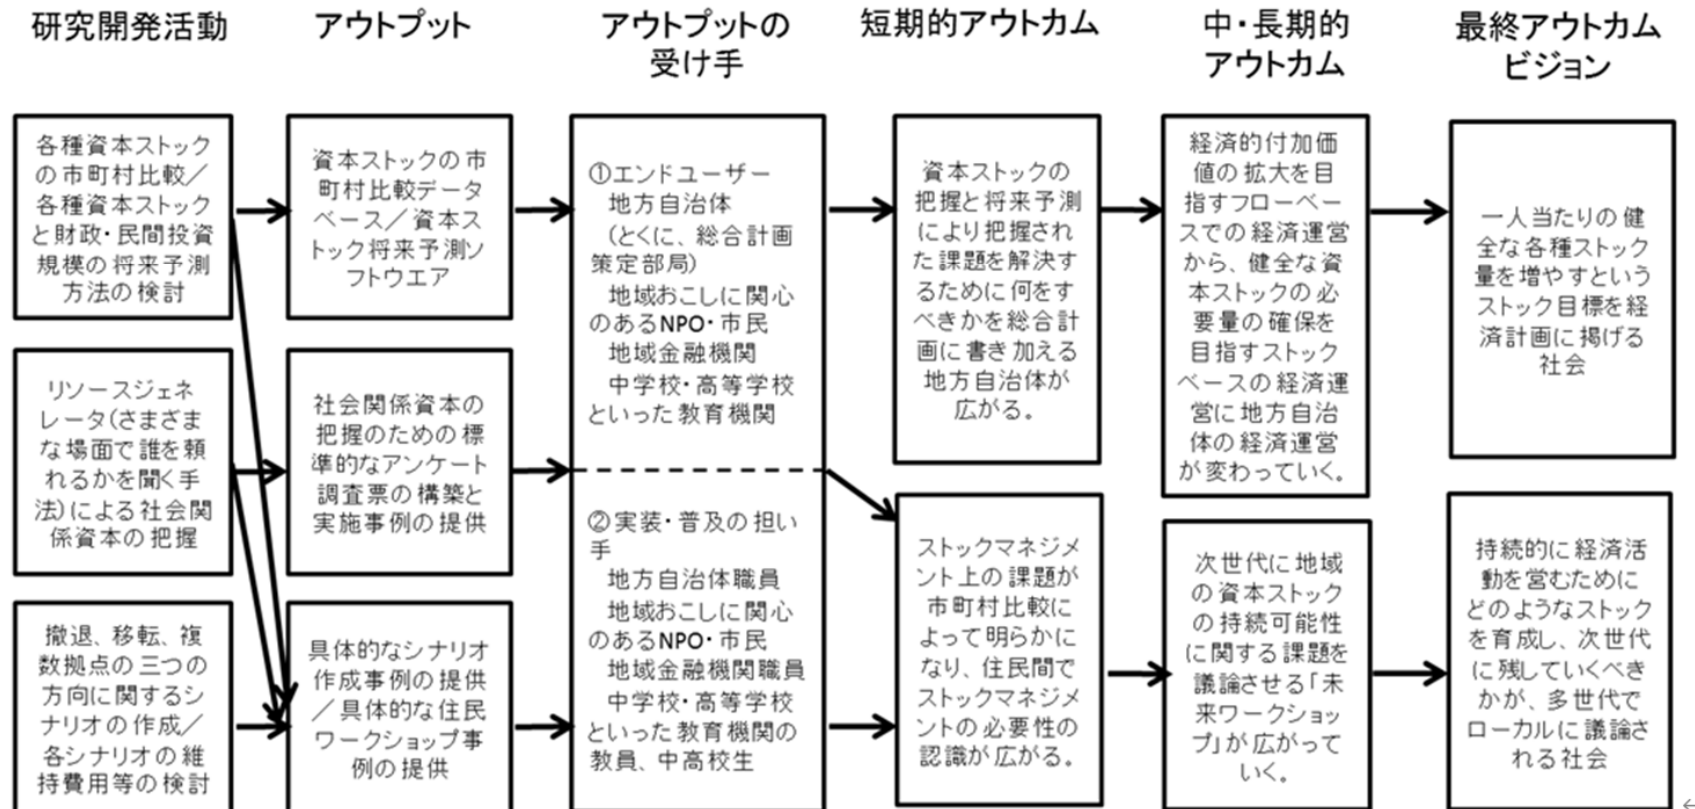 研究開発活動
アウトプット
アウトプットの
受け手
短期的アウトカム
中・長期的
アウトカム
最終アウトカム
ビジョン
各種資本ストック
の市町村比較／
各種資本ストック
と財政・民間投資
規模の将来予測
方法の検討
リソースジェネ
レータ(さまざま
な場面で誰を頼
れるかを聞く手
法)による社会関
係資本の把握
撤退、移転、複
数拠点の三つの
方向に関するシ
ナリオの作成／
各シナリオの維
持費用等の検討
資本ストックの市
町村比較データ
ベース／資本ス
トック将来予測ソ
フトウエア
社会関係資本の
把握のための標
準的なアンケート
調査票の構築と
実施事例の提供
具体的なシナリオ
作成事例の提供
／具体的な住民
ワークショップ事
例の提供
①エンドユーザー
地方自治体
（とくに、総合計画
策定部局）
地域おこしに関心
のあるNPO・市民
地域金融機関
中学校・高等学校
といった教育機関
②実装・普及の担い
手
地方自治体職員
地域おこしに関心
のあるNPO・市民
地域金融機関職員
中学校・高等学校
といった教育機関の
教員、中高校生
資本ストックの
把握と将来予測
により把握され
た課題を解決す
るために何をす
べきかを総合計
画に書き加える
地方自治体が
広がる。
ストックマネジメ
ント上の課題が
市町村比較に
よって明らかに
なり、住民間で
ストックマネジメ
ントの必要性の
認識が広がる。
経済的付加価
値の拡大を目
指すフローベー
スでの経済運営
から、健全な資
本ストックの必
要量の確保を
目指すストック
ベースの経済運
営に地方自治
体の経済運営
が変わっていく。
次世代に地域
の資本ストック
の持続可能性
に関する課題を
議論させる「未
来ワークショッ
プ」が広がって
いく。
一人当たりの健
全な各種ストック
量を増やすという
ストック目標を経
済計画に掲げる
社会
持続的に経済活
動を営むために
どのようなストック
を育成し、次世代
に残していくべき
かが、多世代で
ローカルに議論さ
れる社会